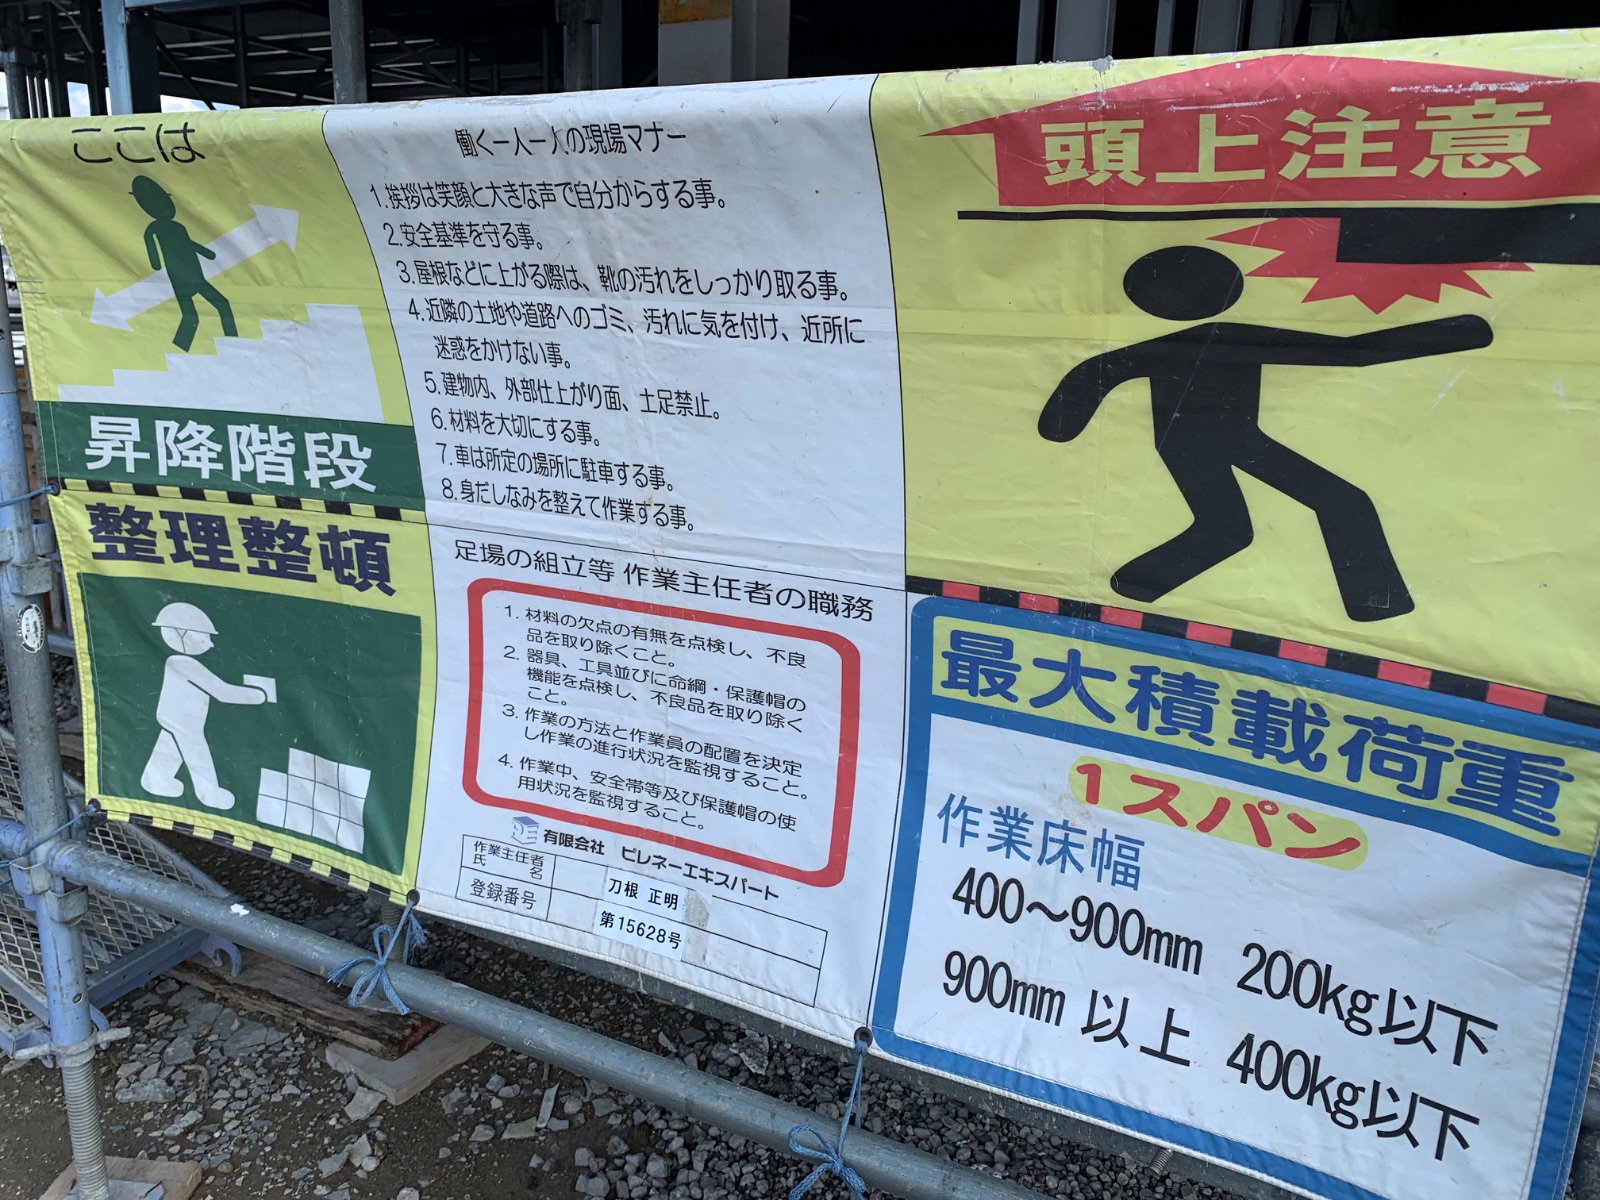 ここは
昇降階段
整理整頓
働く一人一人の現場マナー
1.挨拶は笑顔と大きな声で自分からする事。
2.安全基準を守る事。
3.屋根などに上がる際は、靴の汚れをしっかり取る事。
4.近隣の土地や道路へのゴミ、汚れに気を付け、近所に
迷惑をかけない事。
5.建物内、外部仕上がり面、土足禁止。
6.材料を大切にする事。
7.車は所定の場所に駐車する事。
8.身だしなみを整えて作業する事。
足場の組立等 作業主任者の職務
1. 材料の欠点の有無を点検し、不良
品を取り除くこと。
2. 器具、工具並びに命綱・保護帽の
機能を点検し、不良品を取り除く
こと。
3. 作業の方法と作業員の配置を決定
し作業の進行状況を監視すること。
4. 作業中、安全帯等及び保護帽の使
用状況を監視すること。
有限会社 ピレネーエキスパート
作業主任者
氏 名
刀根 正明
登録番号
第15628号
頭上注意
最大積載荷重
1スパン
作業床幅
400～900mm 200kg以下
900mm 以上 400kg以下